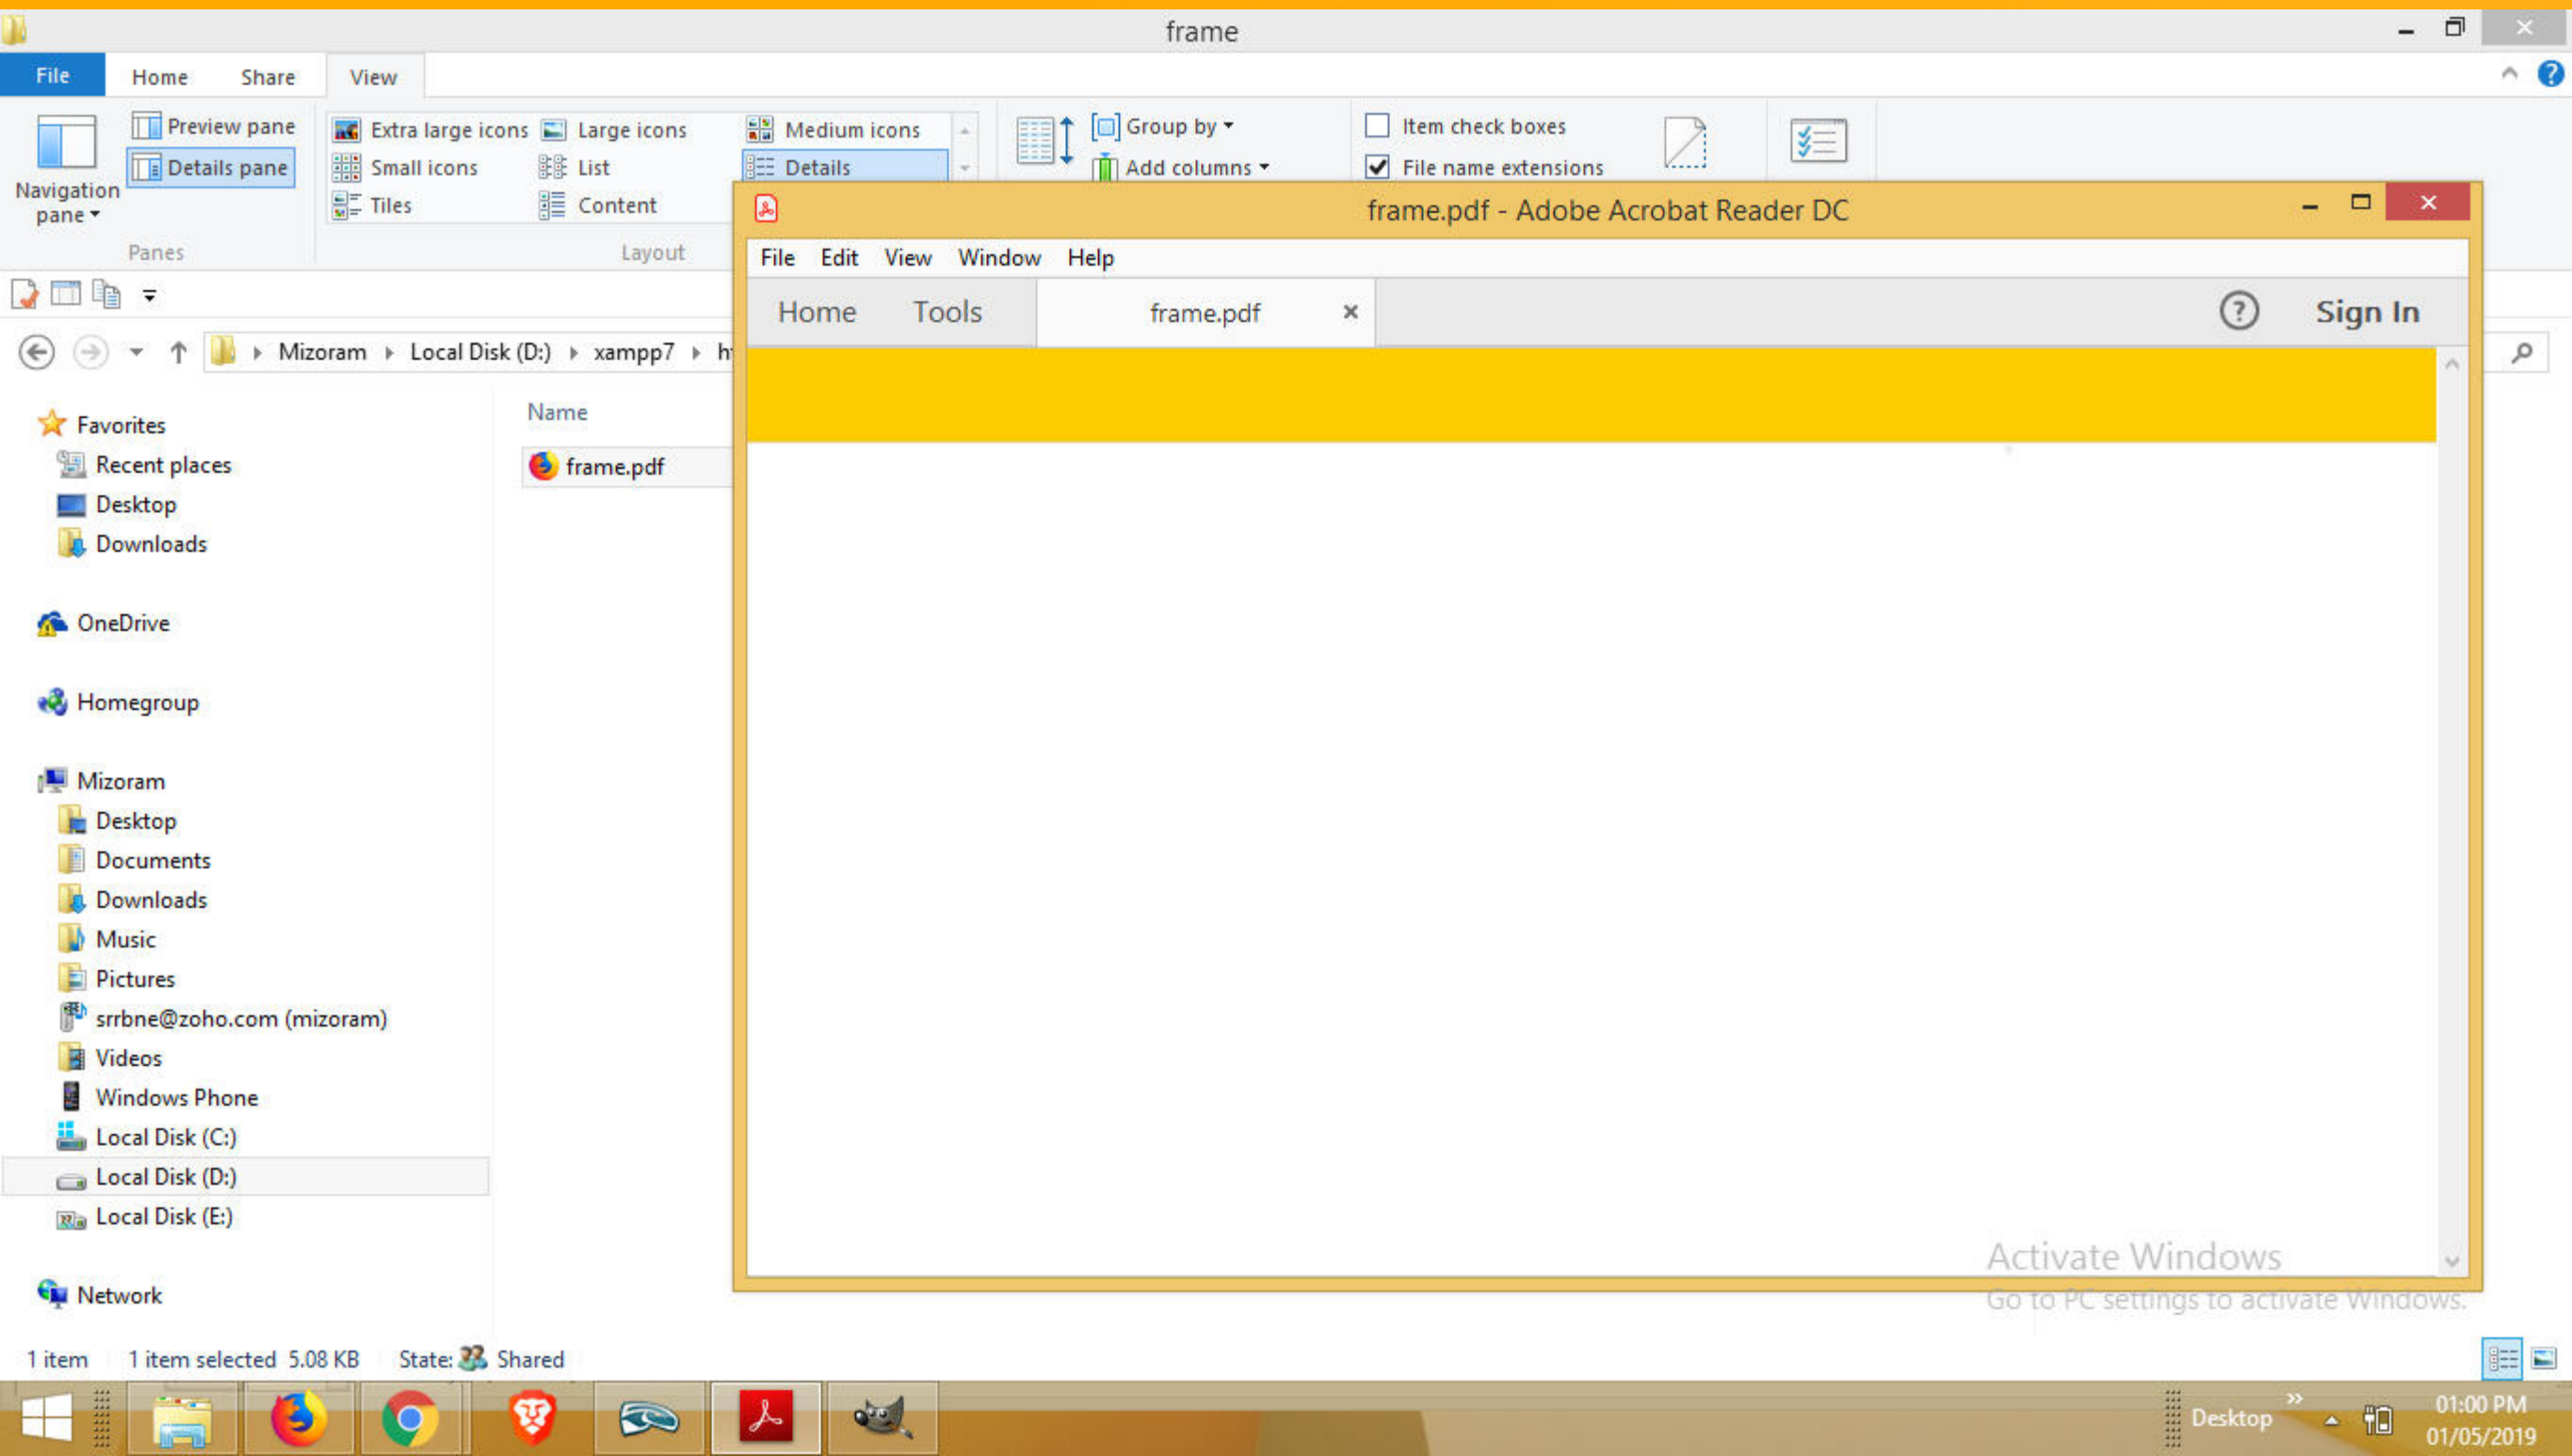 frame
File Home Share View
Navigation pane
Preview pane
Details pane
Panes
Extra large icons Large icons Medium icons
Small icons List Details
Tiles Content
Layout
Group by
Add columns
Item check boxes
File name extensions
Mizoram Local Disk (D:) xampp7
Name
frame.pdf
Favorites
Recent places
Desktop
Downloads
OneDrive
Homegroup
Mizoram
Desktop
Documents
Downloads
Music
Pictures
srrbne@zoho.com (mizoram)
Videos
Windows Phone
Local Disk (C:)
Local Disk (D:)
Local Disk (E:)
Network
frame.pdf - Adobe Acrobat Reader DC
File Edit View Window Help
Home Tools frame.pdf Sign In
Activate Windows
Go to PC settings to activate Windows.
1 item 1 item selected 5.08 KB State: Shared
Desktop
01:00 PM
01/05/2019